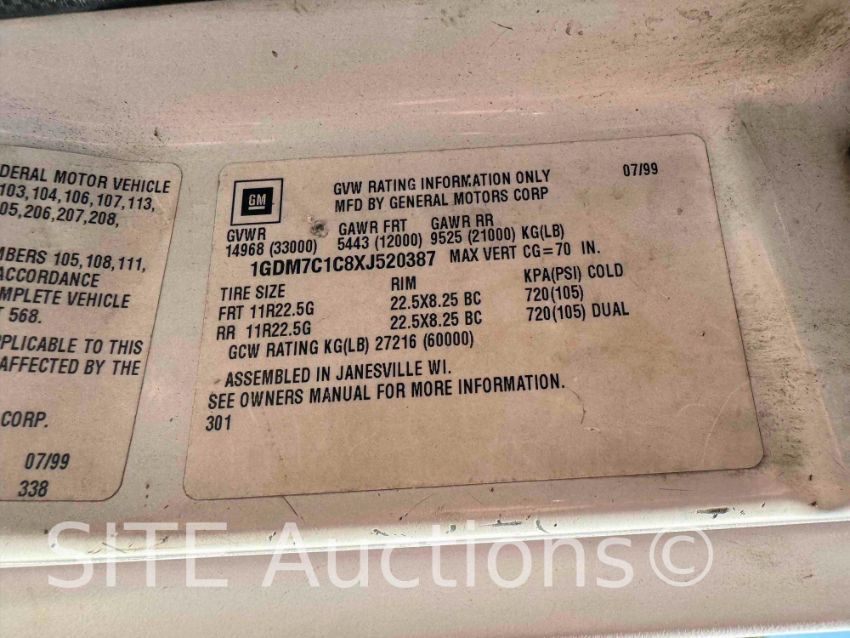 DERAL MOTOR VEHICLE
103, 104, 106, 107, 113,
05, 206, 207, 208,
MBERS 105, 108, 111,
ACCORDANCE
MPLETE VEHICLE
T 568.
PPLICABLE TO THIS
AFFECTED BY THE
CORP.
07/99
338
GM
GVW RATING INFORMATION ONLY 07/99
MFD BY GENERAL MOTORS CORP
GVWR GAWR FRT GAWR RR
14968 (33000) 5443 (12000) 9525 (21000) KG(LB)
1GDM7C1C8XJ520387 MAX VERT CG=70 IN.
TIRE SIZE RIM KPA(PSI) COLD
FRT 11R22.5G 22.5X8.25 BC 720(105)
RR 11R22.5G 22.5X8.25 BC 720(105) DUAL
GCW RATING KG(LB) 27216 (60000)
ASSEMBLED IN JANESVILLE WI.
SEE OWNERS MANUAL FOR MORE INFORMATION.
301
SITE Auctions©